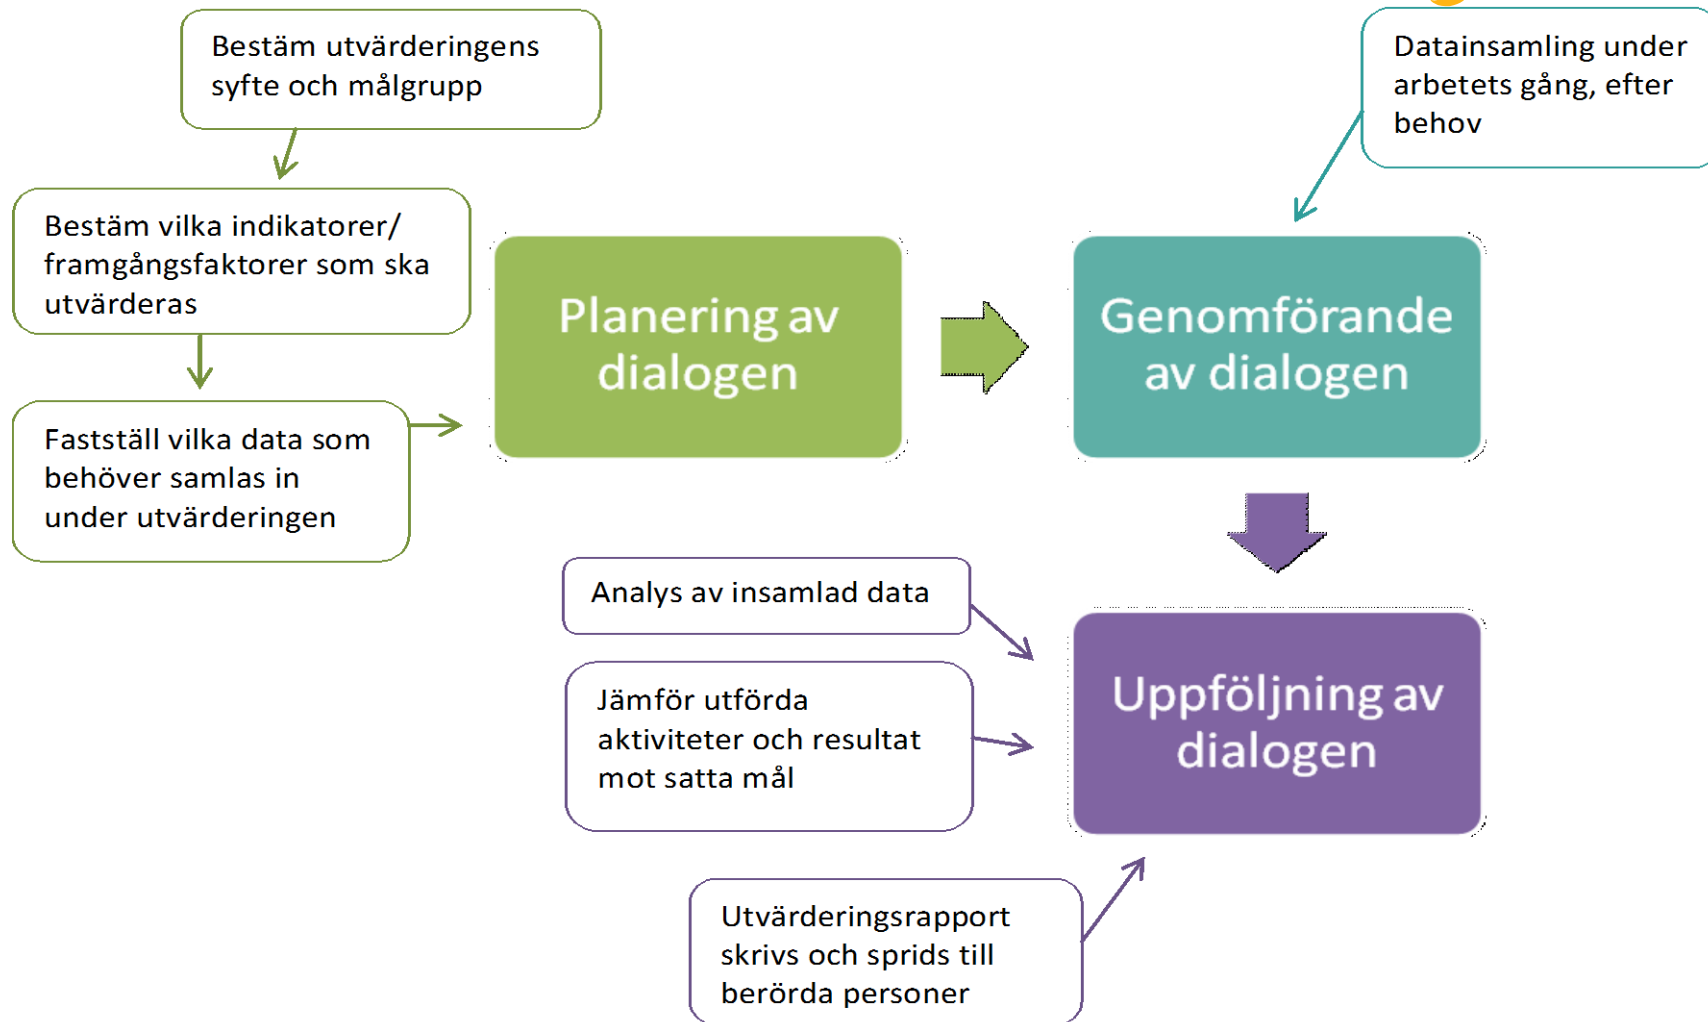 Bestäm utvärderingens
syfte och målgrupp
Datainsamling under
arbetets gång, efter
behov
Bestäm vilka indikatorer/
framgångsfaktorer som ska
utvärderas
Planering av
dialogen
Genomförande
av dialogen
Fastställ vilka data som
behöver samlas in
under utvärderingen
Analys av insamlad data
Jämför utförda
aktiviteter och resultat
mot satta mål
Uppföljning av
dialogen
Utvärderingsrapport
skrivs och sprids till
berörda personer